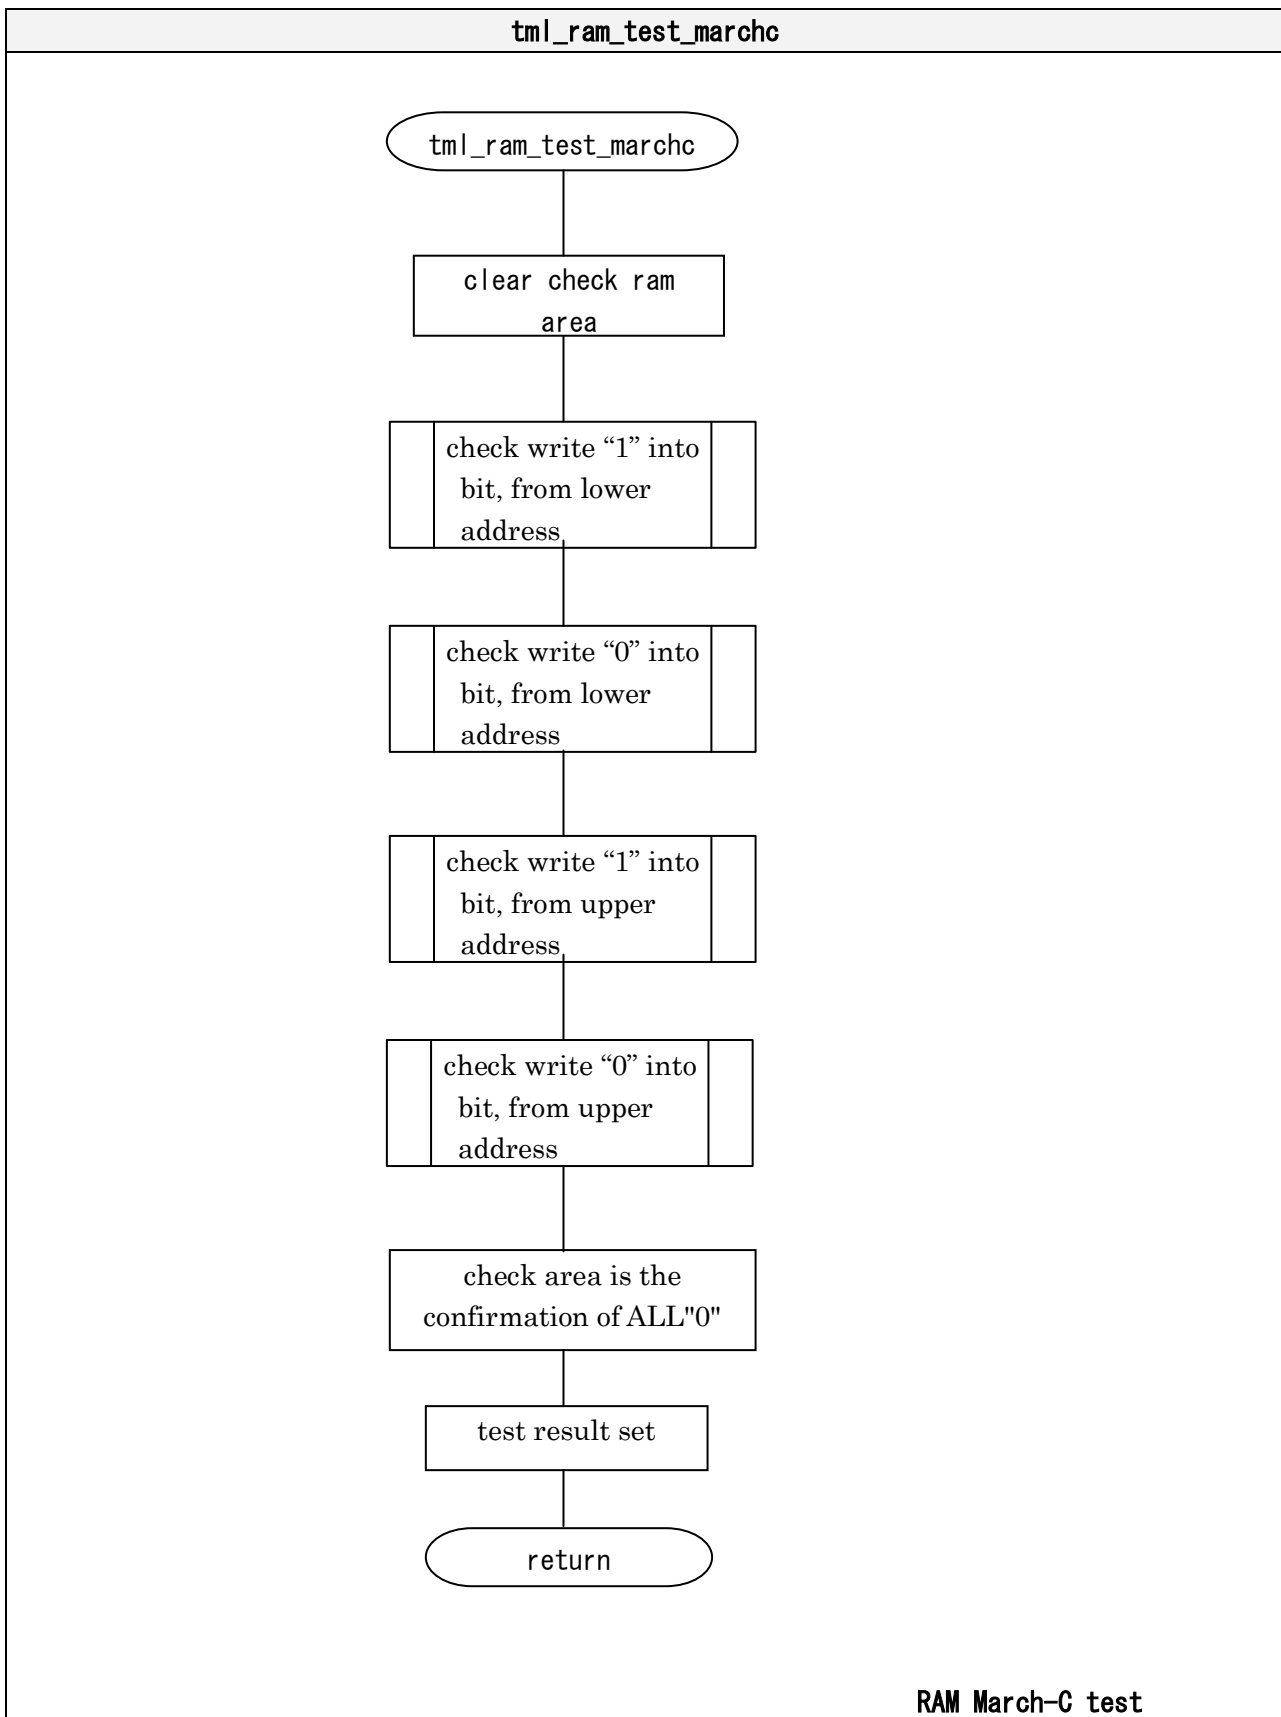 tml_ram_test_marchc
tml_ram_test_marchc
clear check ram
area
check write “1” into
bit, from lower
address
check write “0” into
bit, from lower
address
check write “1” into
bit, from upper
address
check write “0” into
bit, from upper
address
check area is the
confirmation of ALL"0"
test result set
return
RAM March-C test